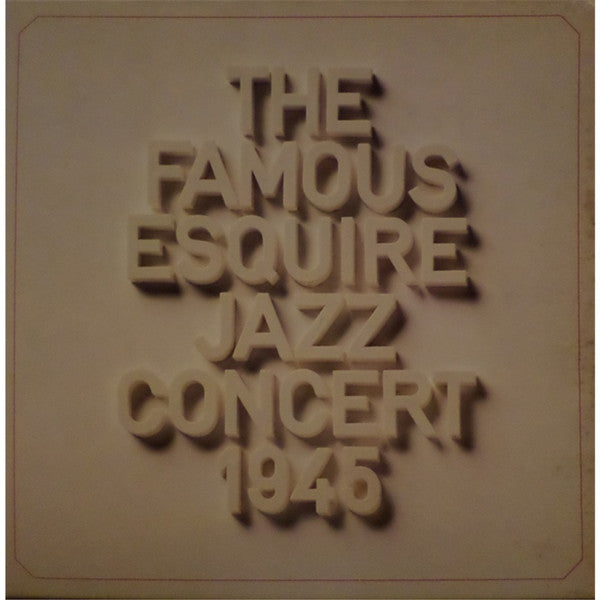 THE
FAMOUS
ESQUIRE
JAZZ
CONCERT
1945